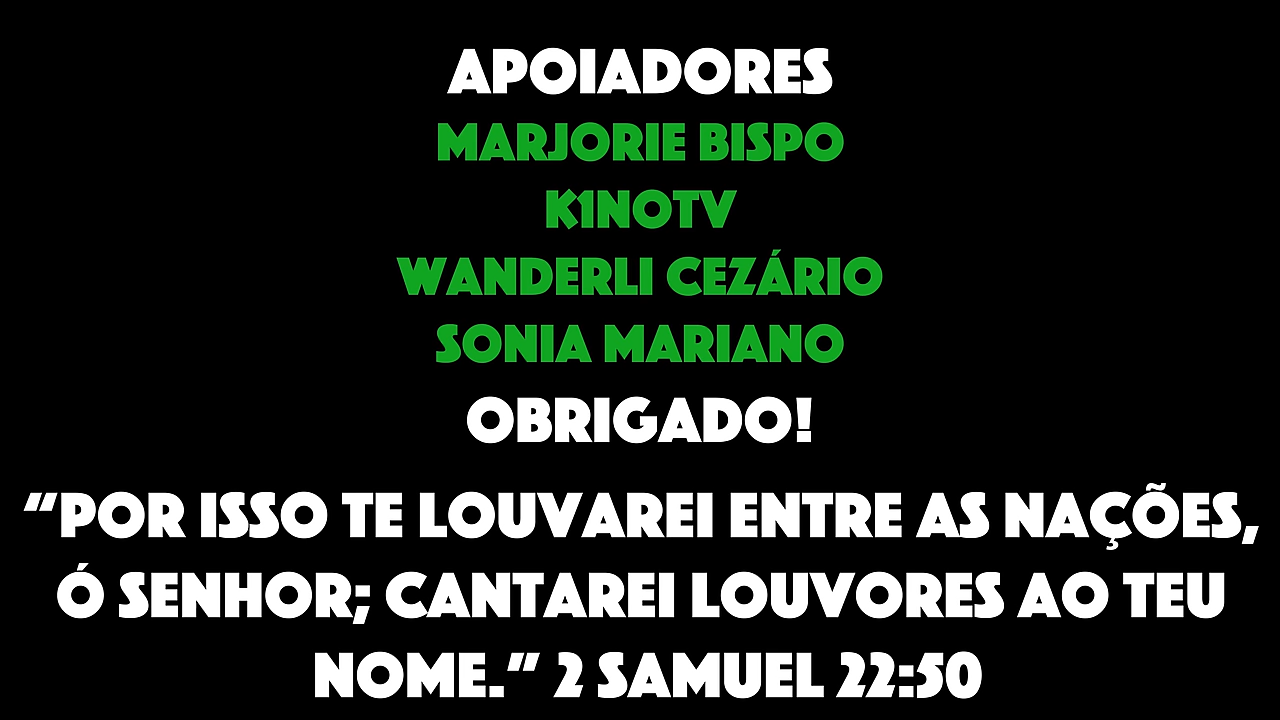 APOIADORES
MARJORIE BISPO
K1NOTV
WANDERLI CEZÁRIO
SONIA MARIANO
OBRIGADO!
“POR ISSO TE LOUVAREI ENTRE AS NAÇÕES,
Ó SENHOR; CANTAREI LOUVORES AO TEU
NOME.” 2 SAMUEL 22:50